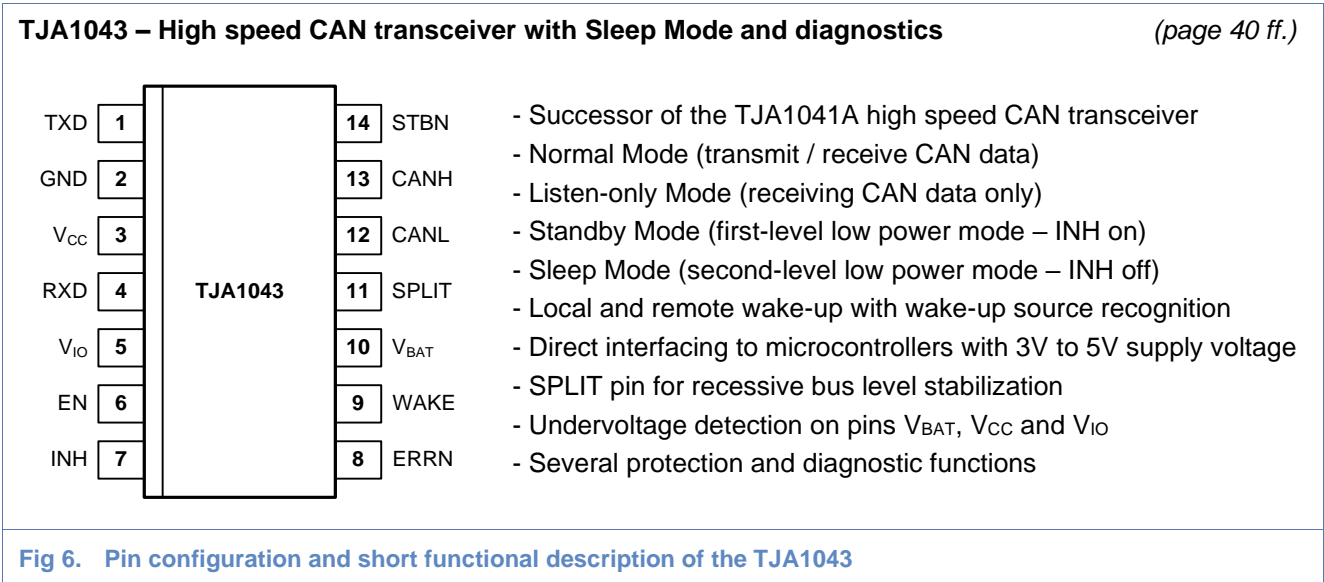 TJA1043 – High speed CAN transceiver with Sleep Mode and diagnostics (page 40 ff.)
TXD 1 14 STBN
GND 2 13 CANH
VCC 3 12 CANL
RXD 4 TJA1043 11 SPLIT
VIO 5 10 VBAT
EN 6 9 WAKE
INH 7 8 ERRN
- Successor of the TJA1041A high speed CAN transceiver
- Normal Mode (transmit / receive CAN data)
- Listen-only Mode (receiving CAN data only)
- Standby Mode (first-level low power mode – INH on)
- Sleep Mode (second-level low power mode – INH off)
- Local and remote wake-up with wake-up source recognition
- Direct interfacing to microcontrollers with 3V to 5V supply voltage
- SPLIT pin for recessive bus level stabilization
- Undervoltage detection on pins VBAT, VCC and VIO
- Several protection and diagnostic functions
Fig 6. Pin configuration and short functional description of the TJA1043